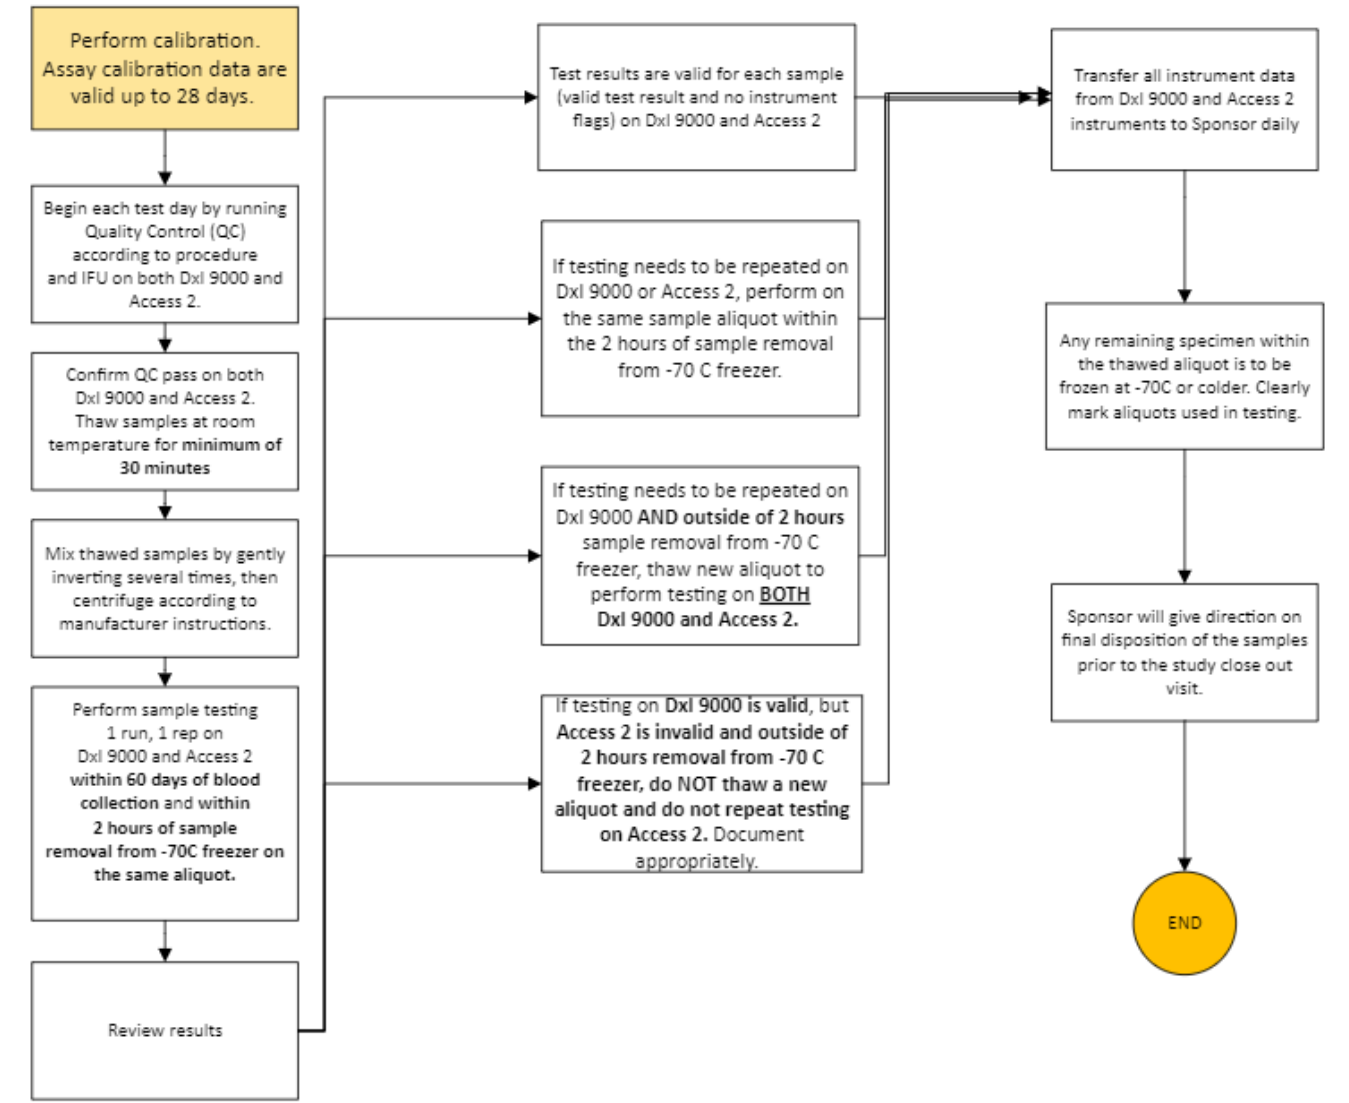 Perform calibration.
Assay calibration data are
valid up to 28 days.
Begin each test day by running
Quality Control (QC)
according to procedure
and IFU on both DxI 9000 and
Access 2.
Confirm QC pass on both
DxI 9000 and Access 2.
Thaw samples at room
temperature for minimum of
30 minutes
Mix thawed samples by gently
inverting several times, then
centrifuge according to
manufacturer instructions.
Perform sample testing
1 run, 1 rep on
DxI 9000 and Access 2
within 60 days of blood
collection and within
2 hours of sample
removal from -70C freezer on
the same aliquot.
Review results
Test results are valid for each sample
(valid test result and no instrument
flags) on DxI 9000 and Access 2
If testing needs to be repeated on
DxI 9000 or Access 2, perform on
the same sample aliquot within
the 2 hours of sample removal
from -70 C freezer.
If testing needs to be repeated on
DxI 9000 AND outside of 2 hours
sample removal from -70 C
freezer, thaw new aliquot to
perform testing on BOTH
DxI 9000 and Access 2.
If testing on DxI 9000 is valid, but
Access 2 is invalid and outside of
2 hours removal from -70 C
freezer, do NOT thaw a new
aliquot and do not repeat testing
on Access 2. Document
appropriately.
Transfer all instrument data
from DxI 9000 and Access 2
instruments to Sponsor daily
Any remaining specimen within
the thawed aliquot is to be
frozen at -70C or colder. Clearly
mark aliquots used in testing.
Sponsor will give direction on
final disposition of the samples
prior to the study close out
visit.
END